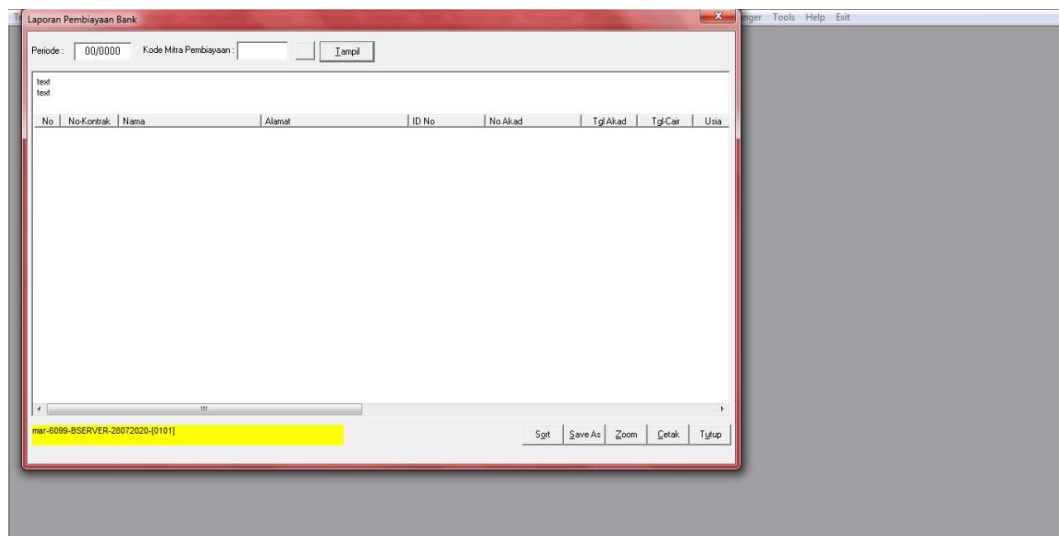 Laporan Pembiayaan Bank
Tools Help Exit
Periode : 00/0000 Kode Mitra Pembiayaan : Tampil
text
text
No No-Kontrak Nama Alamat ID No No Akad Tgl Akad Tgl-Cair Usia
mar-6099-BSERVER-28072020-[0101]
Sort Save As Zoom Cetak Tutup